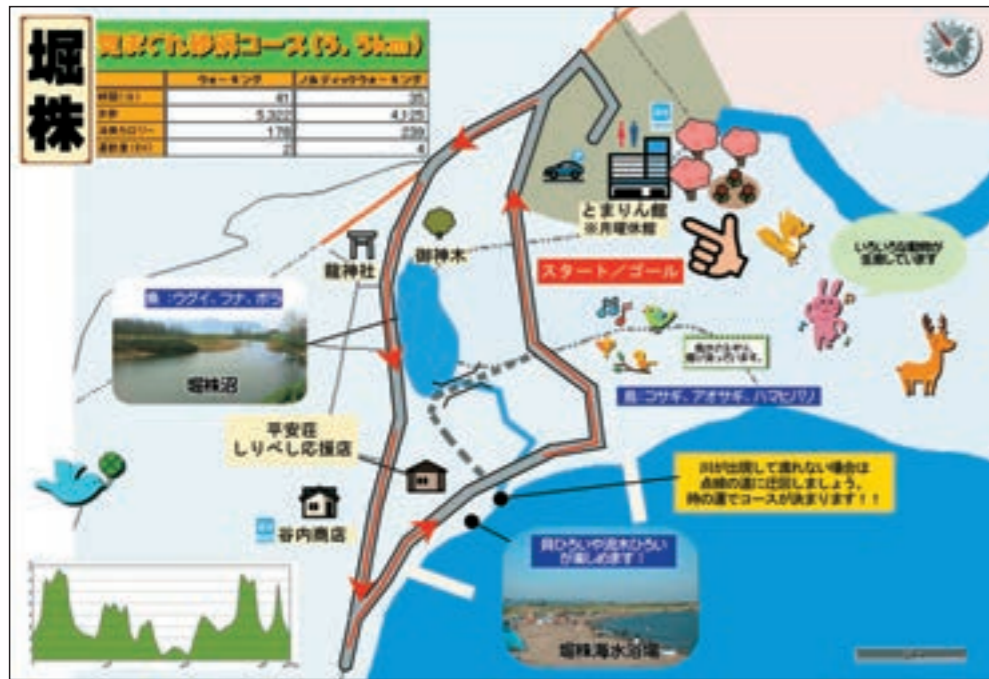 堀株
気まぐれ砂浜コース(3.5km)
ウォーキング ノルディックウォーキング
時間(分) 41 35
歩数 5,322 4,125
消費カロリー 178 239
運動量(EX) 2 4
とまりん館
※月曜休館
スタート/ゴール
いろいろな動物が
生息しています
龍神社
御神木
魚:ウグイ、フナ、ボラ
堀株沼
鳥:コサギ、アオサギ、ハマヒバリ
平安荘
しりべし応援店
谷内商店
川が出現して渡れない場合は
点線の道に迂回しましょう。
時の運でコースが決まります!!
貝ひろいや流木ひろい
が楽しめます!
堀株海水浴場